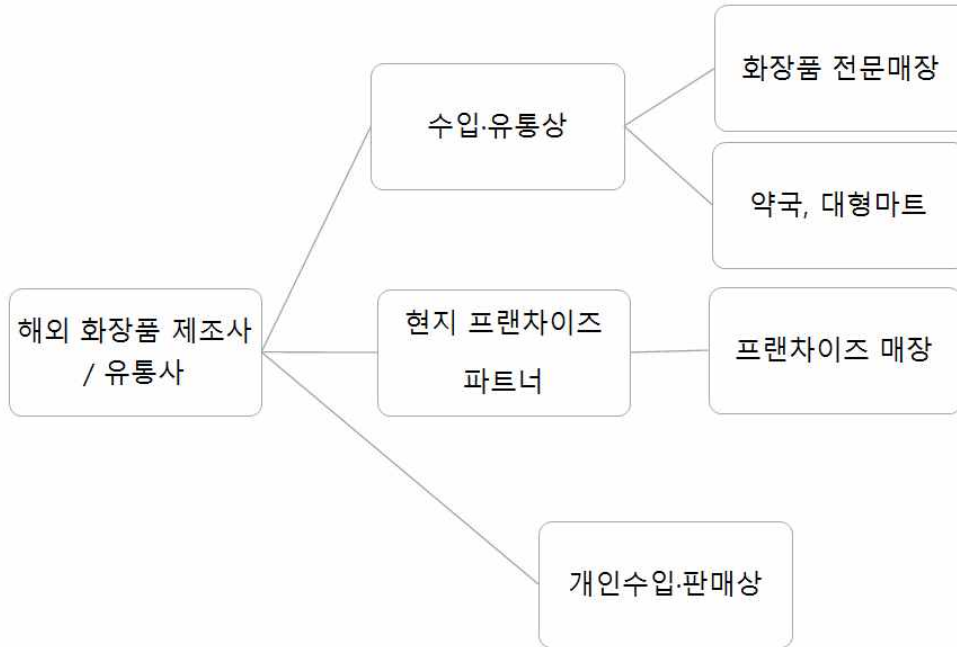 화장품 전문매장
수입·유통상
약국, 대형마트
해외 화장품 제조사
/ 유통사
현지 프랜차이즈
파트너
프랜차이즈 매장
개인수입·판매상